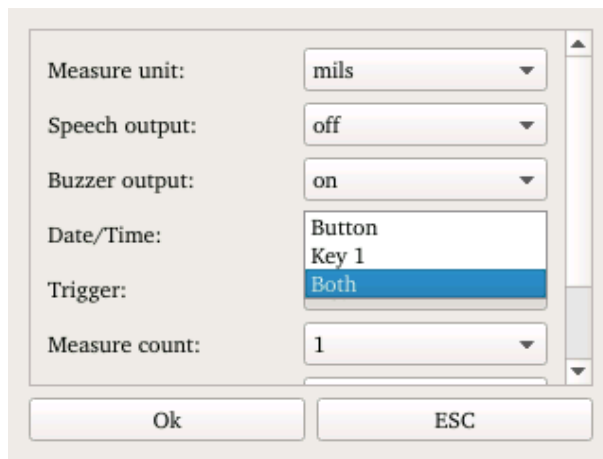 Measure unit: mils
Speech output: off
Buzzer output: on
Date/Time: Button
Key 1
Trigger: Both
Measure count: 1
Ok ESC